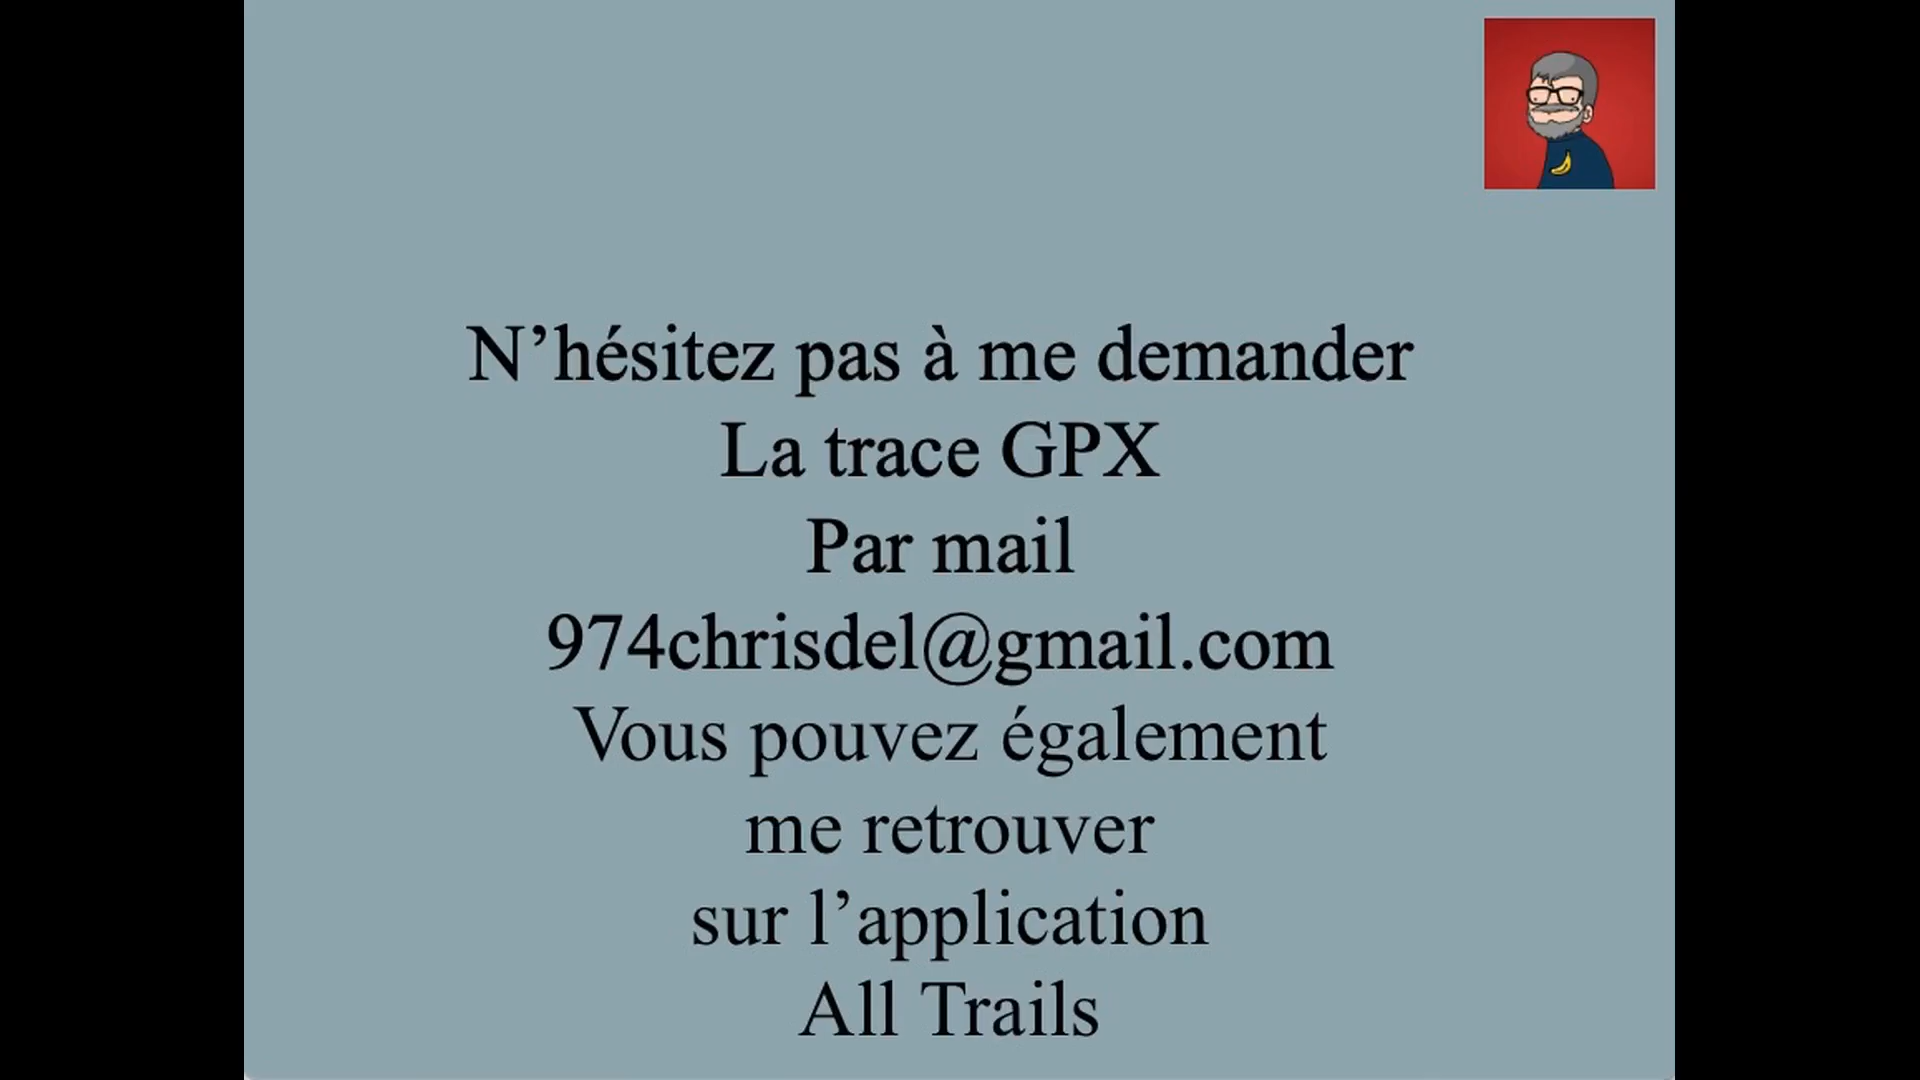 N’hésitez pas à me demander
La trace GPX
Par mail
974chrisdel@gmail.com
Vous pouvez également
me retrouver
sur l’application
All Trails